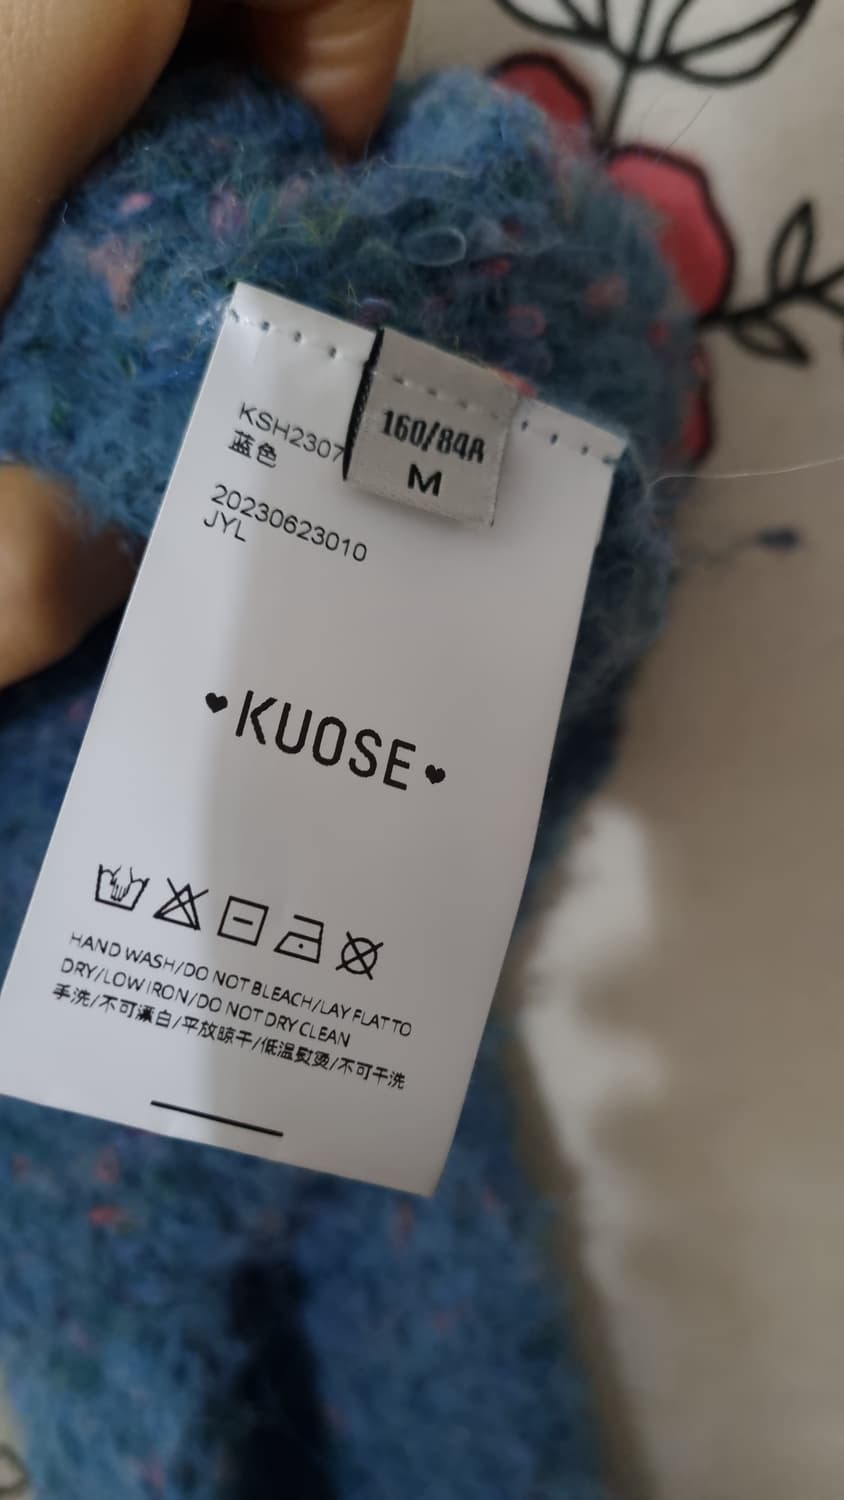 KSH2307
蓝色
160/84A
M
20230623010
JYL
♥KUOSE♥
HAND WASH/DO NOT BLEACH/LAY FLAT TO
DRY/LOW IRON/DO NOT DRY CLEAN
手洗/不可漂白/平放晾干/低温熨烫/不可干洗